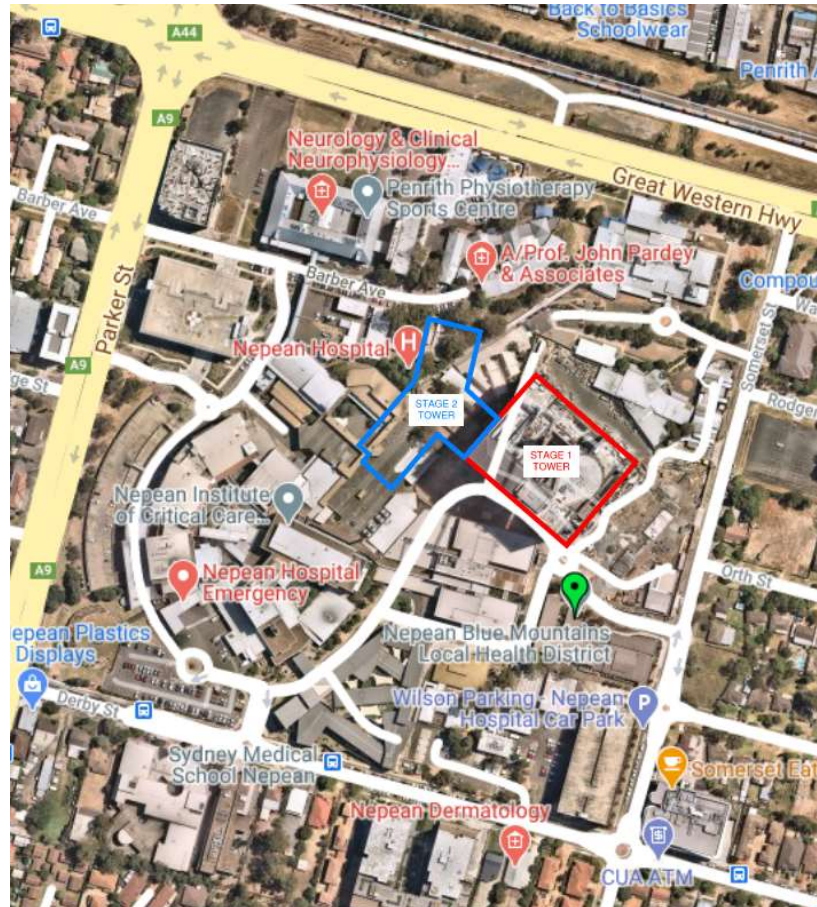 Back to Basics
Schoolwear
A44
Penrith
A9
Neurology & Clinical
Neurophysiology...
Penrith Physiotherapy
Sports Centre
Great Western Hwy
Barber Ave
A/Prof. John Pardey
& Associates
Barber Ave
Parker St
Somerset St
Nepean Hospital
H
A9
STAGE 2
TOWER
STAGE 1
TOWER
Nepean Institute
of Critical Care...
A9
Nepean Hospital
Emergency
Orth St
epean Plastics
Displays
Nepean Blue Mountains
Local Health District
Derby St
Wilson Parking - Nepean
Hospital Car Park
P
Sydney Medical
School Nepean
Somerset Eat
Nepean Dermatology
CUA ATM